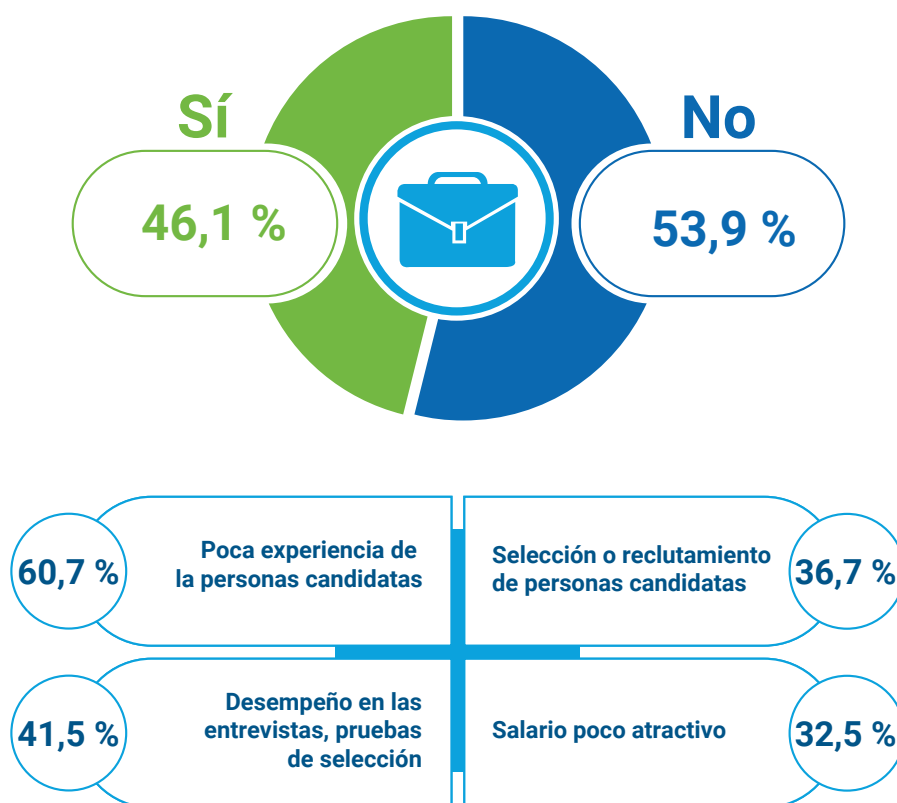 Sí
46,1 %
No
53,9 %
60,7 %
Poca experiencia de
la personas candidatas
Selección o reclutamiento
de personas candidatas
36,7 %
41,5 %
Desempeño en las
entrevistas, pruebas
de selección
Salario poco atractivo
32,5 %